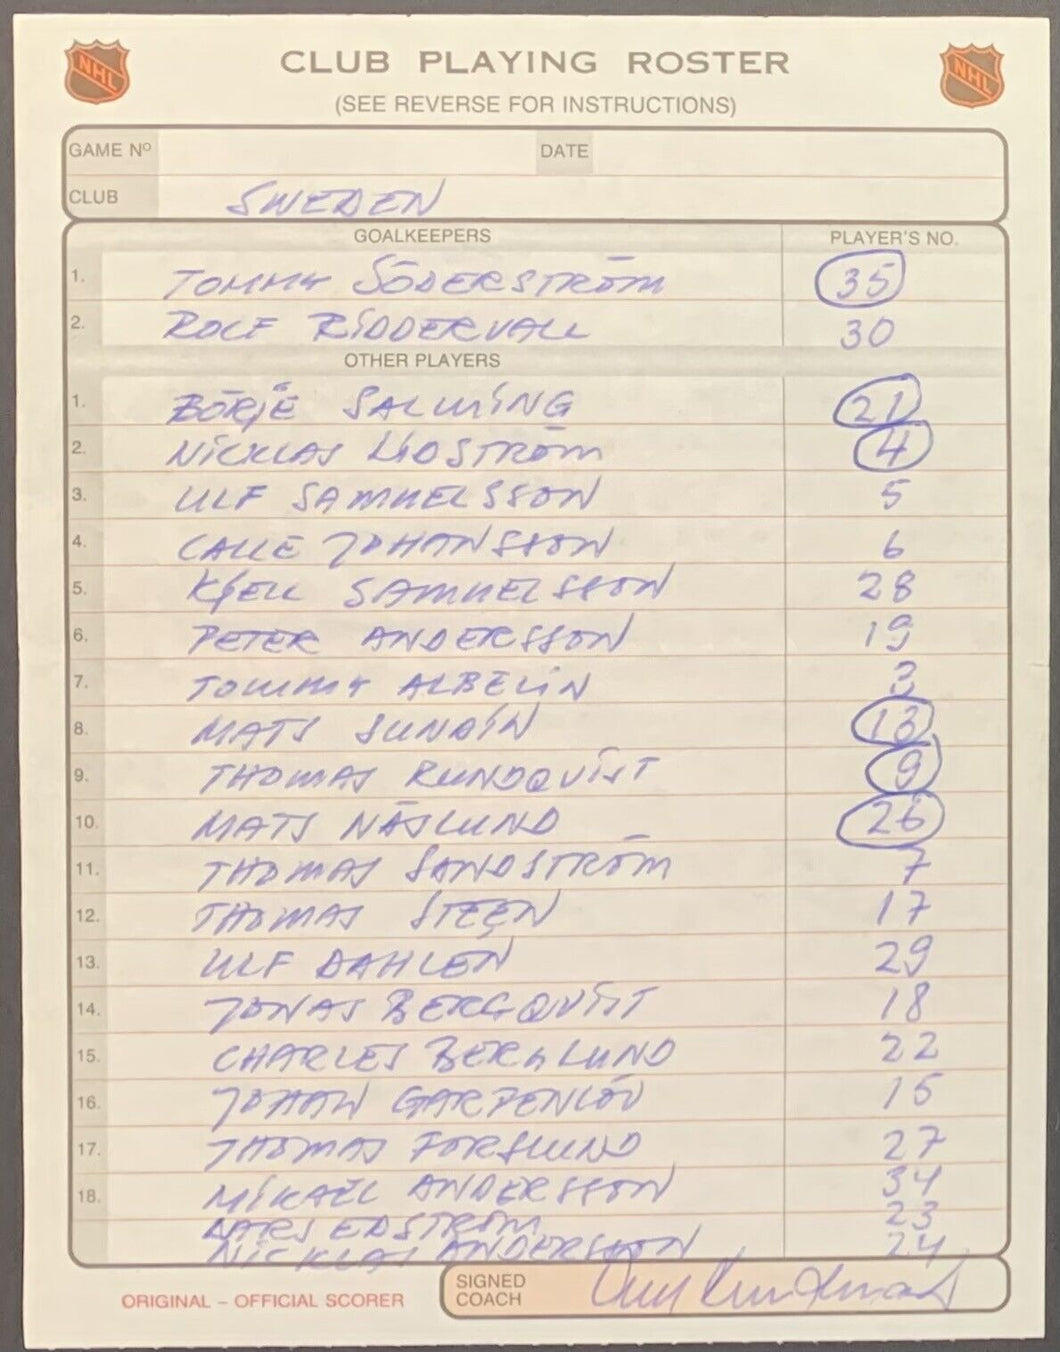 NHL CLUB PLAYING ROSTER NHL
(SEE REVERSE FOR INSTRUCTIONS)
GAME Nº DATE
CLUB SWEDEN
GOALKEEPERS PLAYER'S NO.
1. TOMMY SÖDERSTRÖM 35
2. ROLF RIDDERVALL 30
OTHER PLAYERS
1. BÖRJE SALMING 21
2. NICKLAS LIDSTRÖM 4
3. ULF SAMUELSSON 5
4. CALLE JOHANSSON 6
5. KJELL SAMUELSSON 28
6. PETER ANDERSSON 19
7. TOMMY ALBELIN 3
8. MATS SUNDIN 13
9. THOMAS RUNDQVIST 9
10. MATS NÄSLUND 26
11. THOMAS SANDSTRÖM 7
12. THOMAS STEEN 17
13. ULF DAHLEN 29
14. JONAS BERGQVIST 18
15. CHARLES BERGLUND 22
16. JOHAN GARPENLÖV 15
17. THOMAS FORSLUND 27
18. MIKAEL ANDERSSON 34
LARS EDSTRÖM 23
NICKLAS ANDERSSON 24
ORIGINAL – OFFICIAL SCORER
SIGNED
COACH